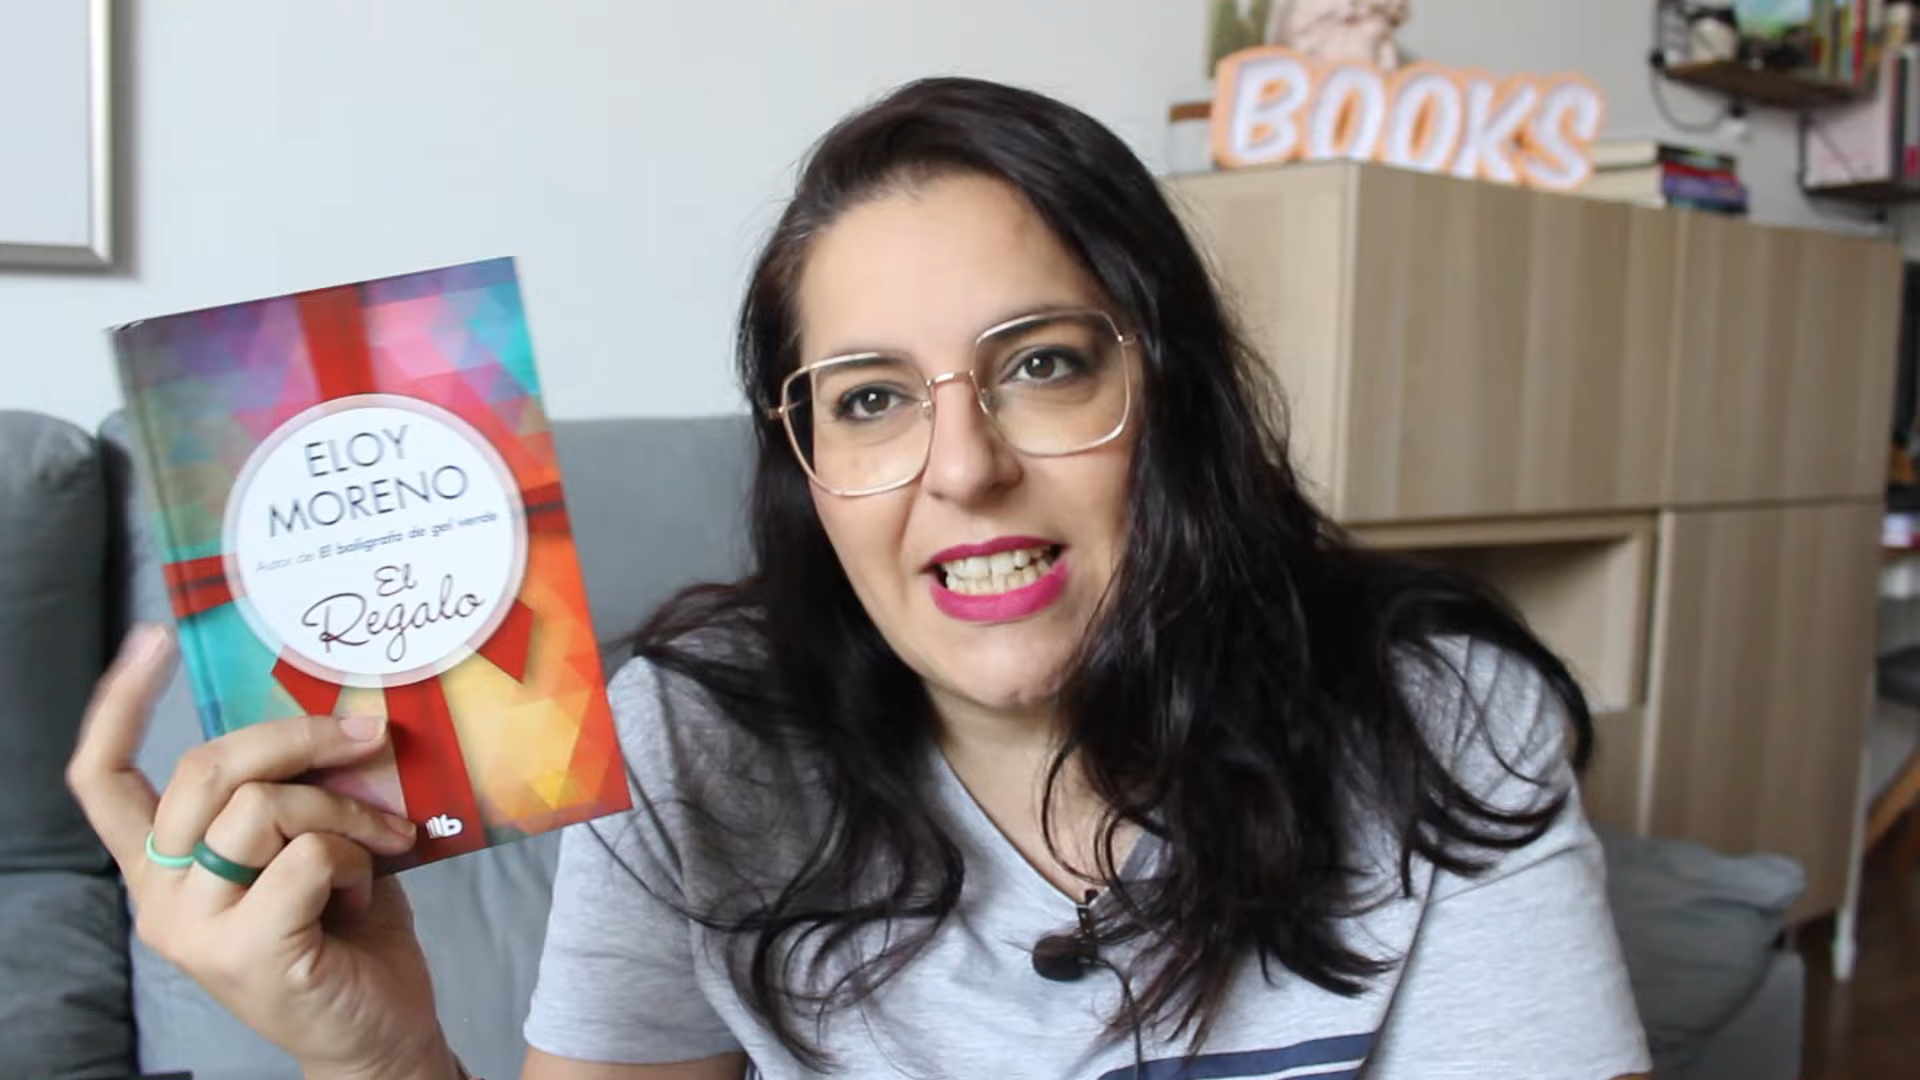 BOOKS
ELOY
MORENO
Autor de El bolígrafo de gel verde
El
Regalo
b